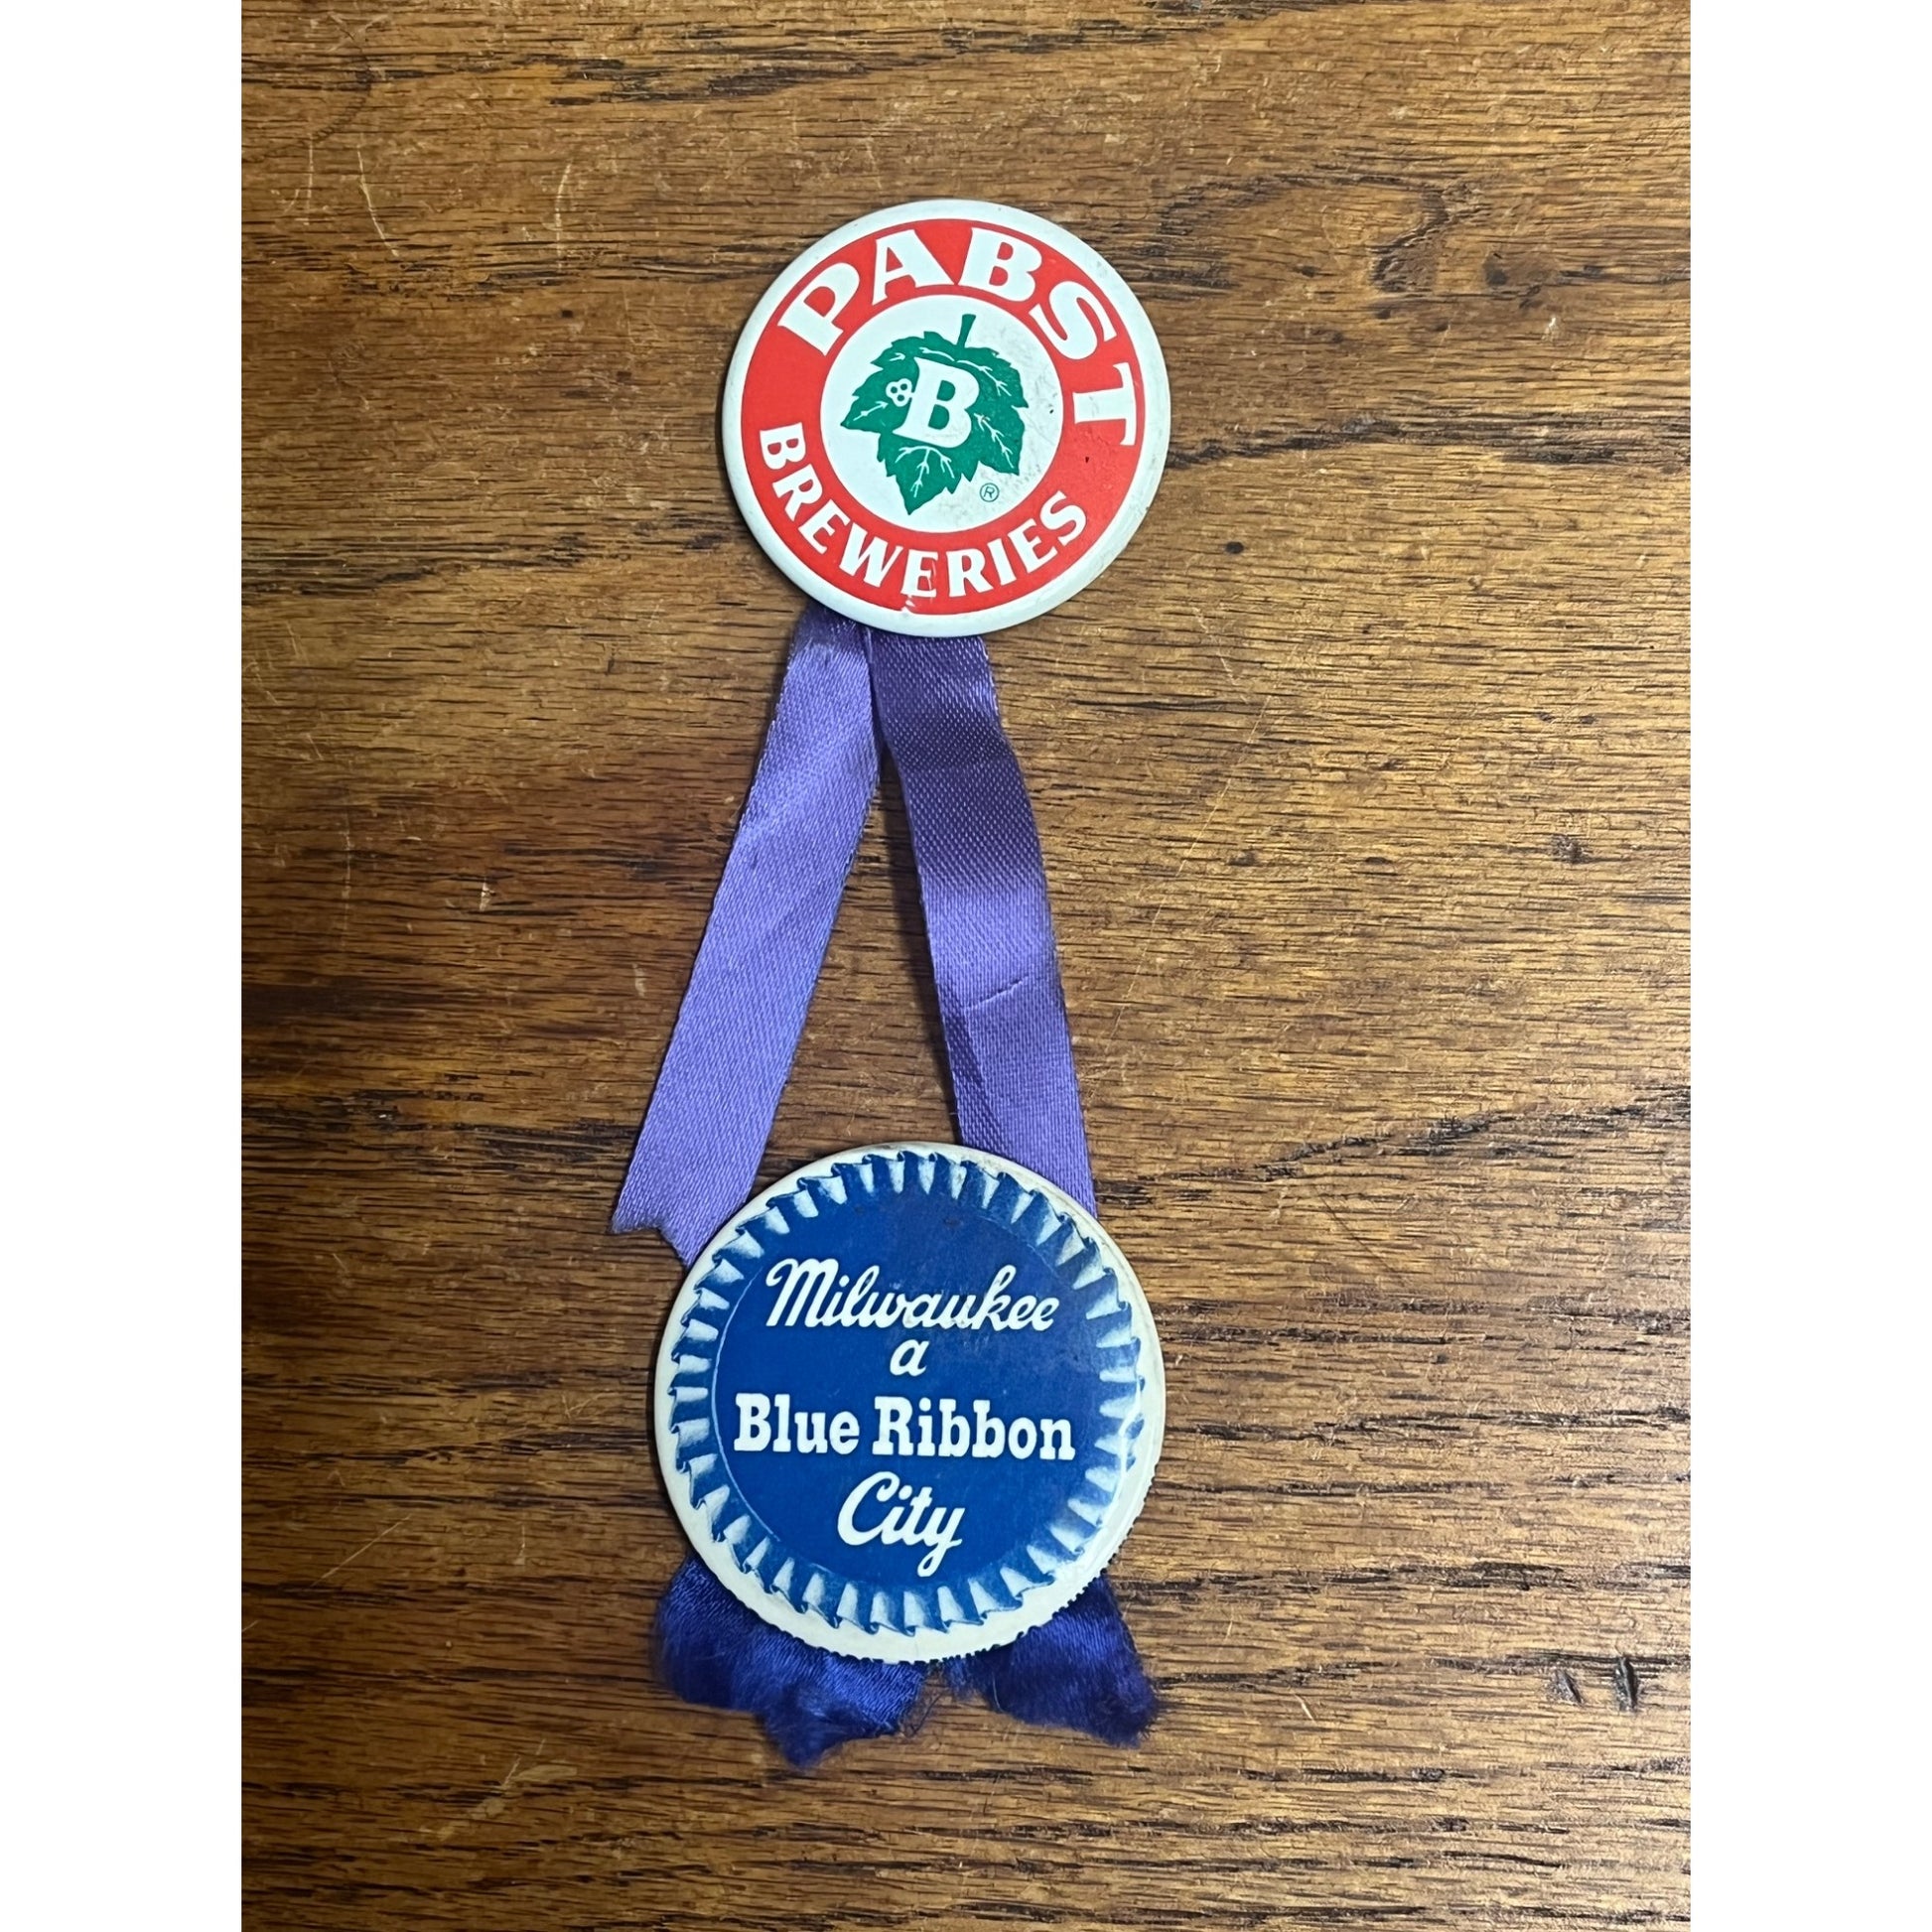 PABST
B
®
BREWERIES
Milwaukee
a
Blue Ribbon
City